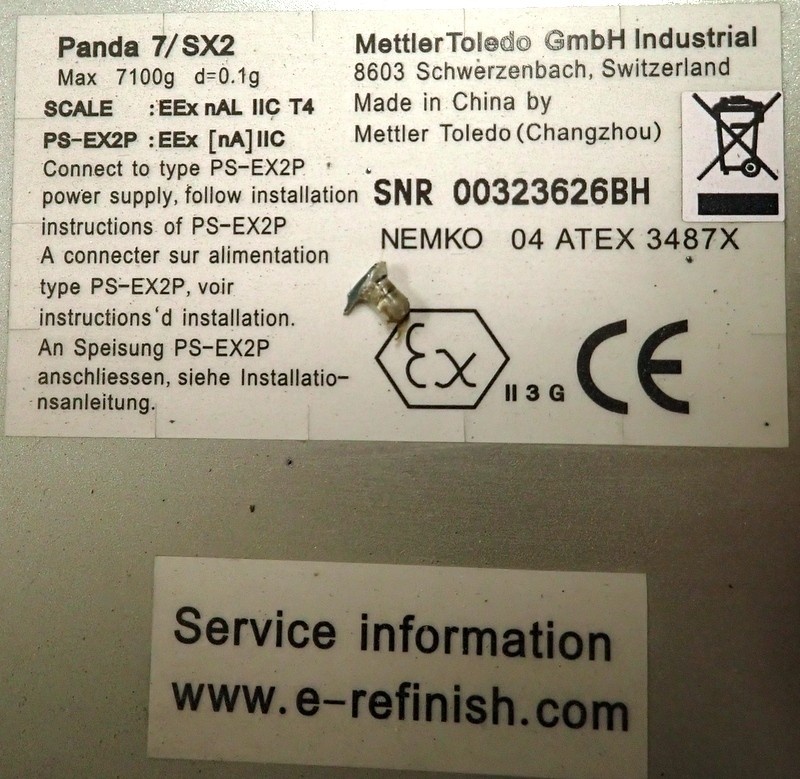 Panda 7/SX2
Max 7100g d=0.1g
SCALE :EEx nAL IIC T4
PS-EX2P :EEx [nA]IIC
Connect to type PS-EX2P
power supply, follow installation
instructions of PS-EX2P
A connecter sur alimentation
type PS-EX2P, voir
instructions'd installation.
An Speisung PS-EX2P
anschliessen, siehe Installatio-
nsanleitung.
Mettler Toledo GmbH Industrial
8603 Schwerzenbach, Switzerland
Made in China by
Mettler Toledo (Changzhou)
SNR 00323626BH
NEMKO 04 ATEX 3487X
Ex II 3 G CE
Service information
www.e-refinish.com